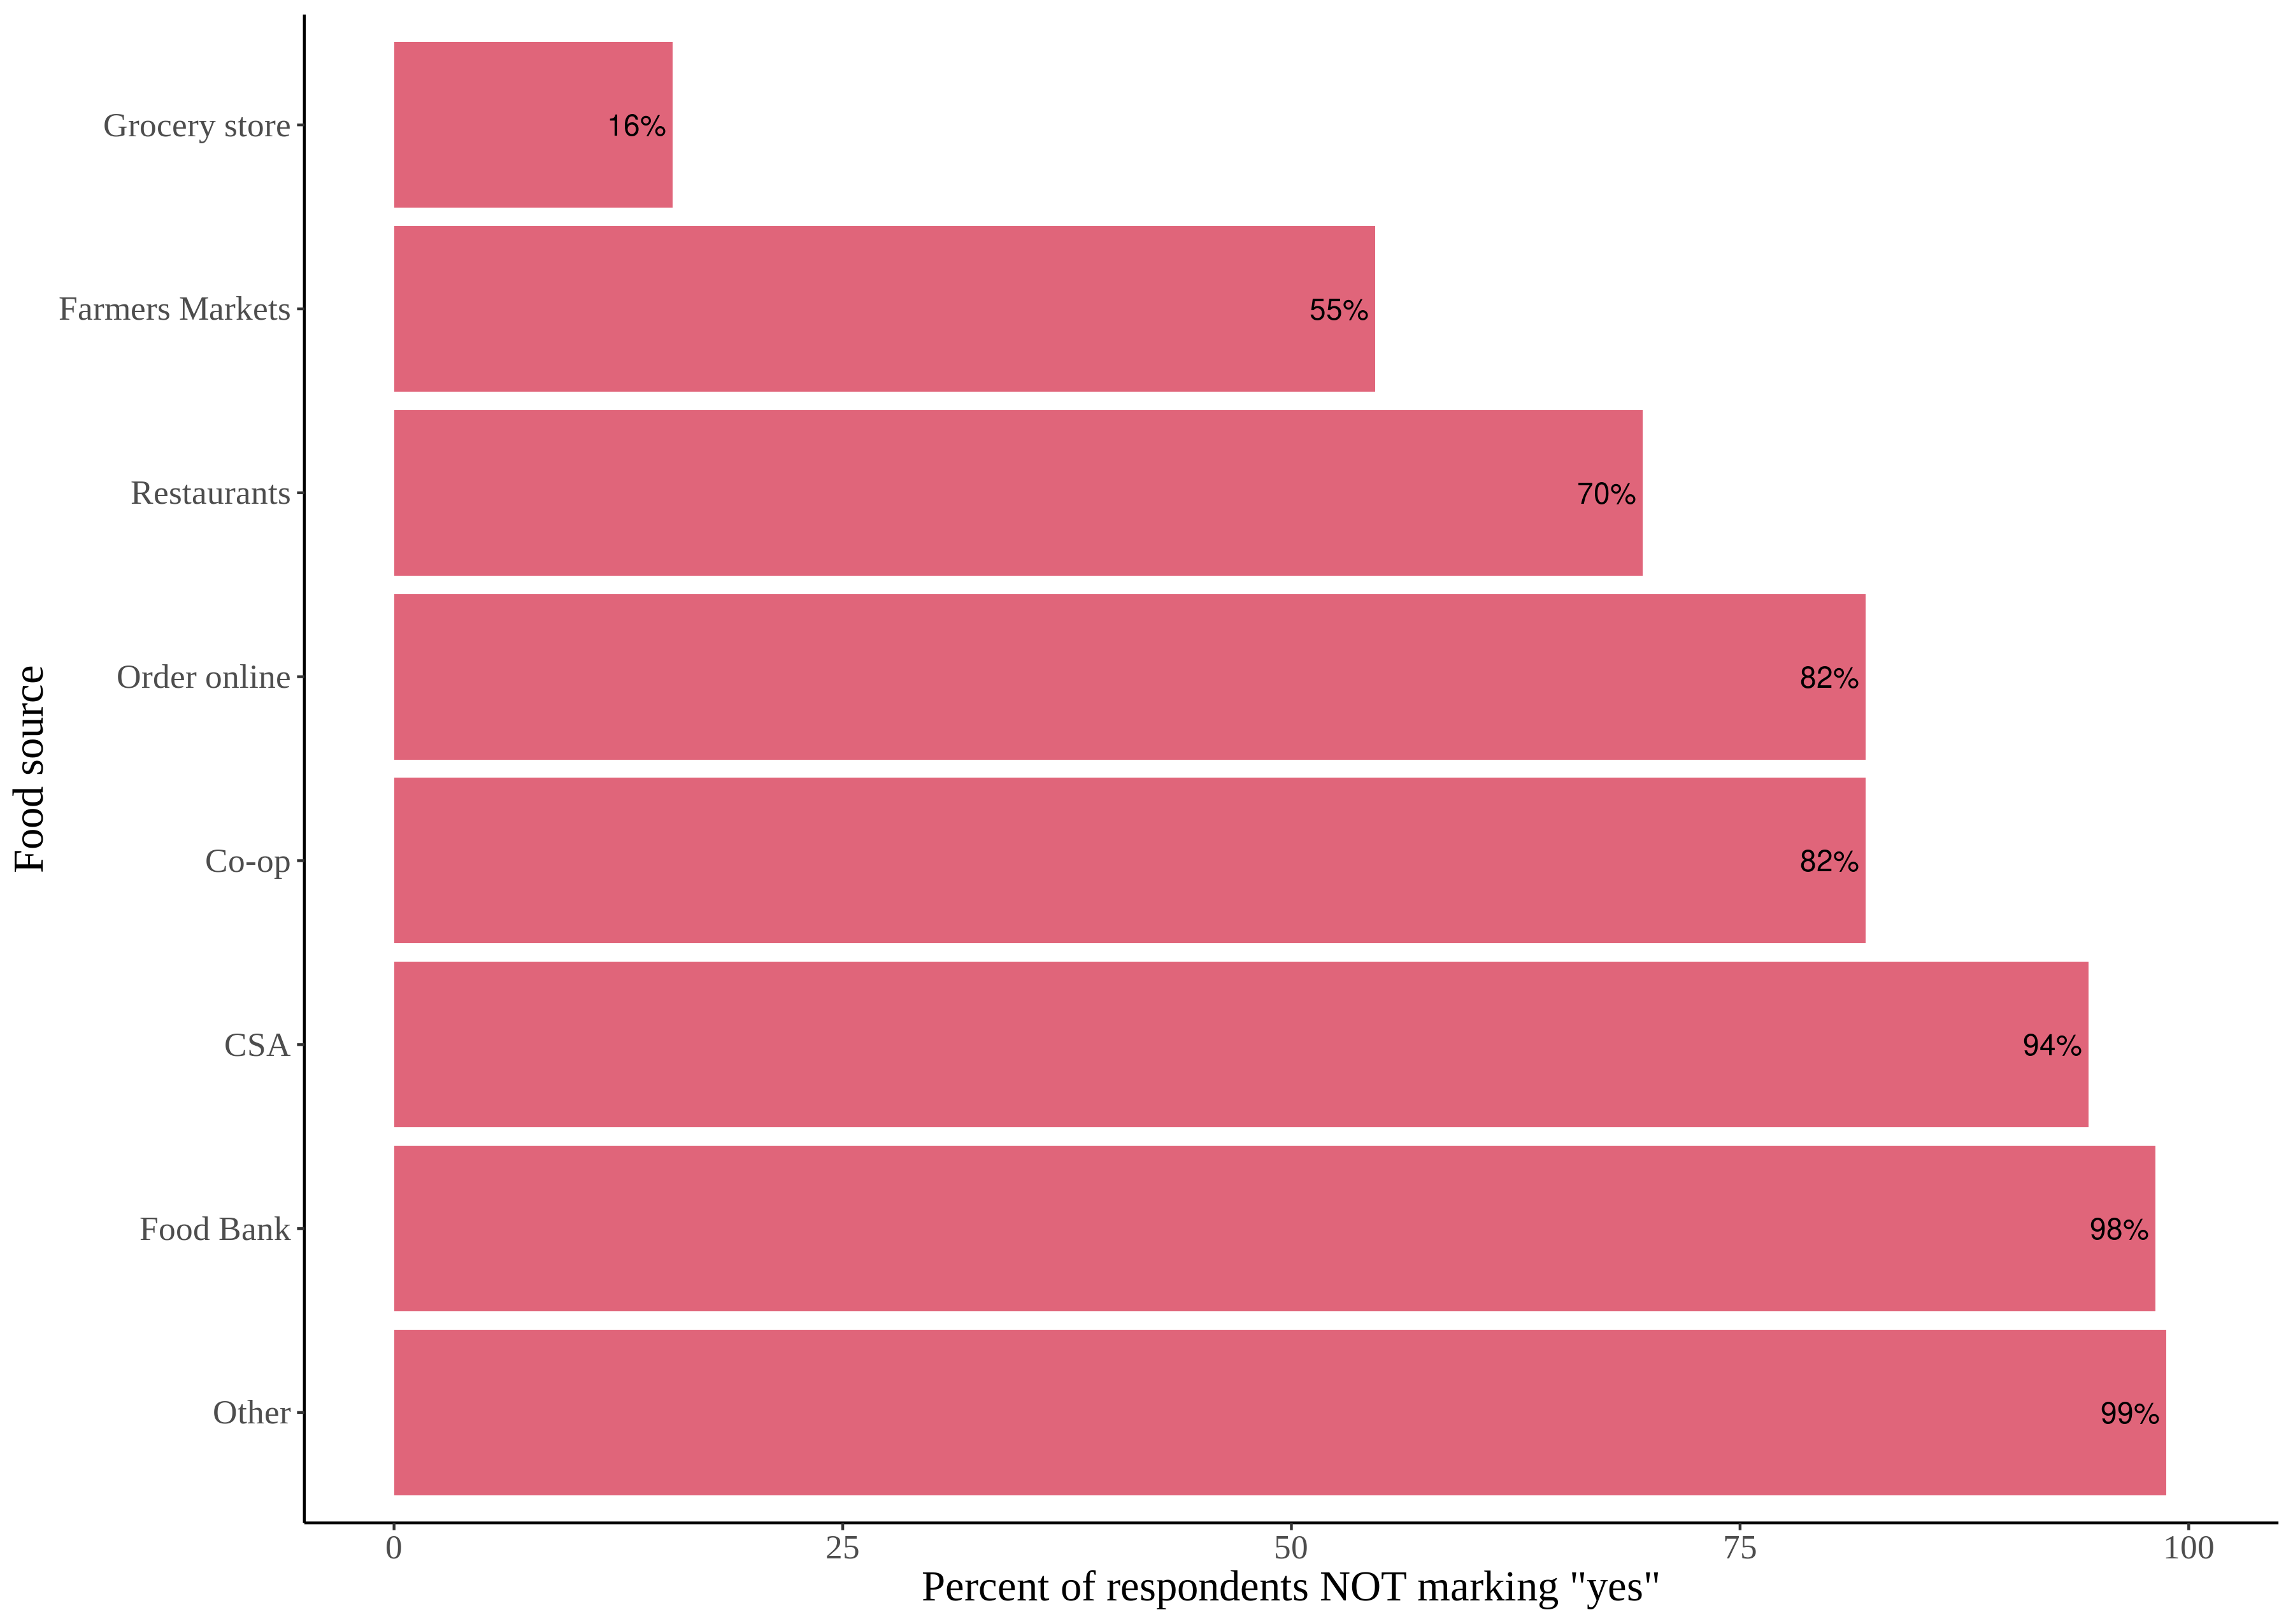 Grocery store
16%
Farmers Markets
55%
Restaurants
70%
Order online
82%
Co-op
82%
CSA
94%
Food Bank
98%
Other
99%
Food source
0 25 50 75 100
Percent of respondents NOT marking "yes"